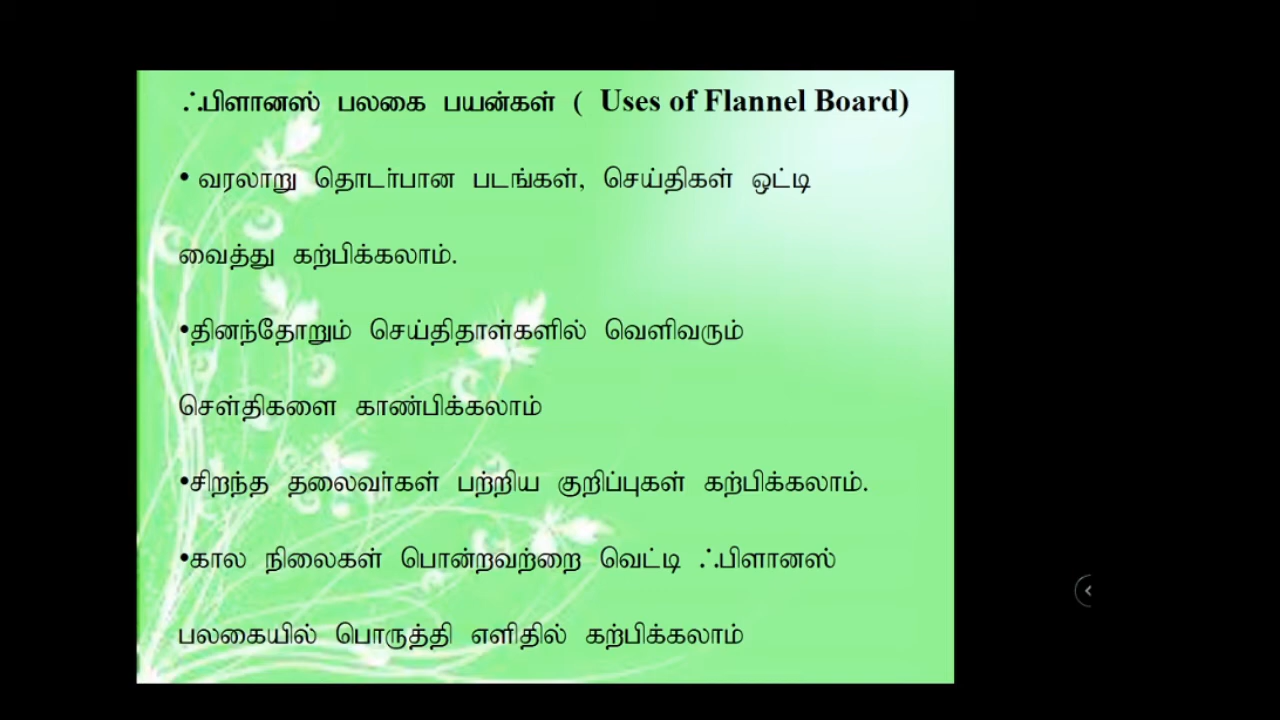 ஃபிளானஸ் பலகை பயன்கள் ( Uses of Flannel Board)
• வரலாறு தொடர்பான படங்கள், செய்திகள் ஒட்டி
வைத்து கற்பிக்கலாம்.
•தினந்தோறும் செய்திதாள்களில் வெளிவரும்
செள்திகளை காண்பிக்கலாம்
•சிறந்த தலைவர்கள் பற்றிய குறிப்புகள் கற்பிக்கலாம்.
•கால நிலைகள் பொன்றவற்றை வெட்டி ஃபிளானஸ்
பலகையில் பொருத்தி எளிதில் கற்பிக்கலாம்